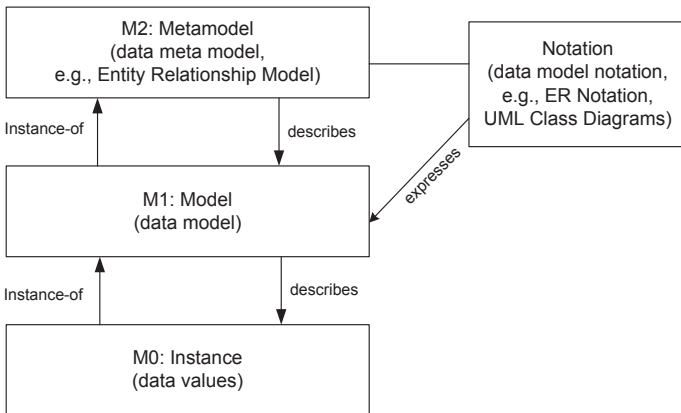 M2: Metamodel
(data meta model,
e.g., Entity Relationship Model)
Notation
(data model notation,
e.g., ER Notation,
UML Class Diagrams)
Instance-of
describes
expresses
M1: Model
(data model)
Instance-of
describes
M0: Instance
(data values)